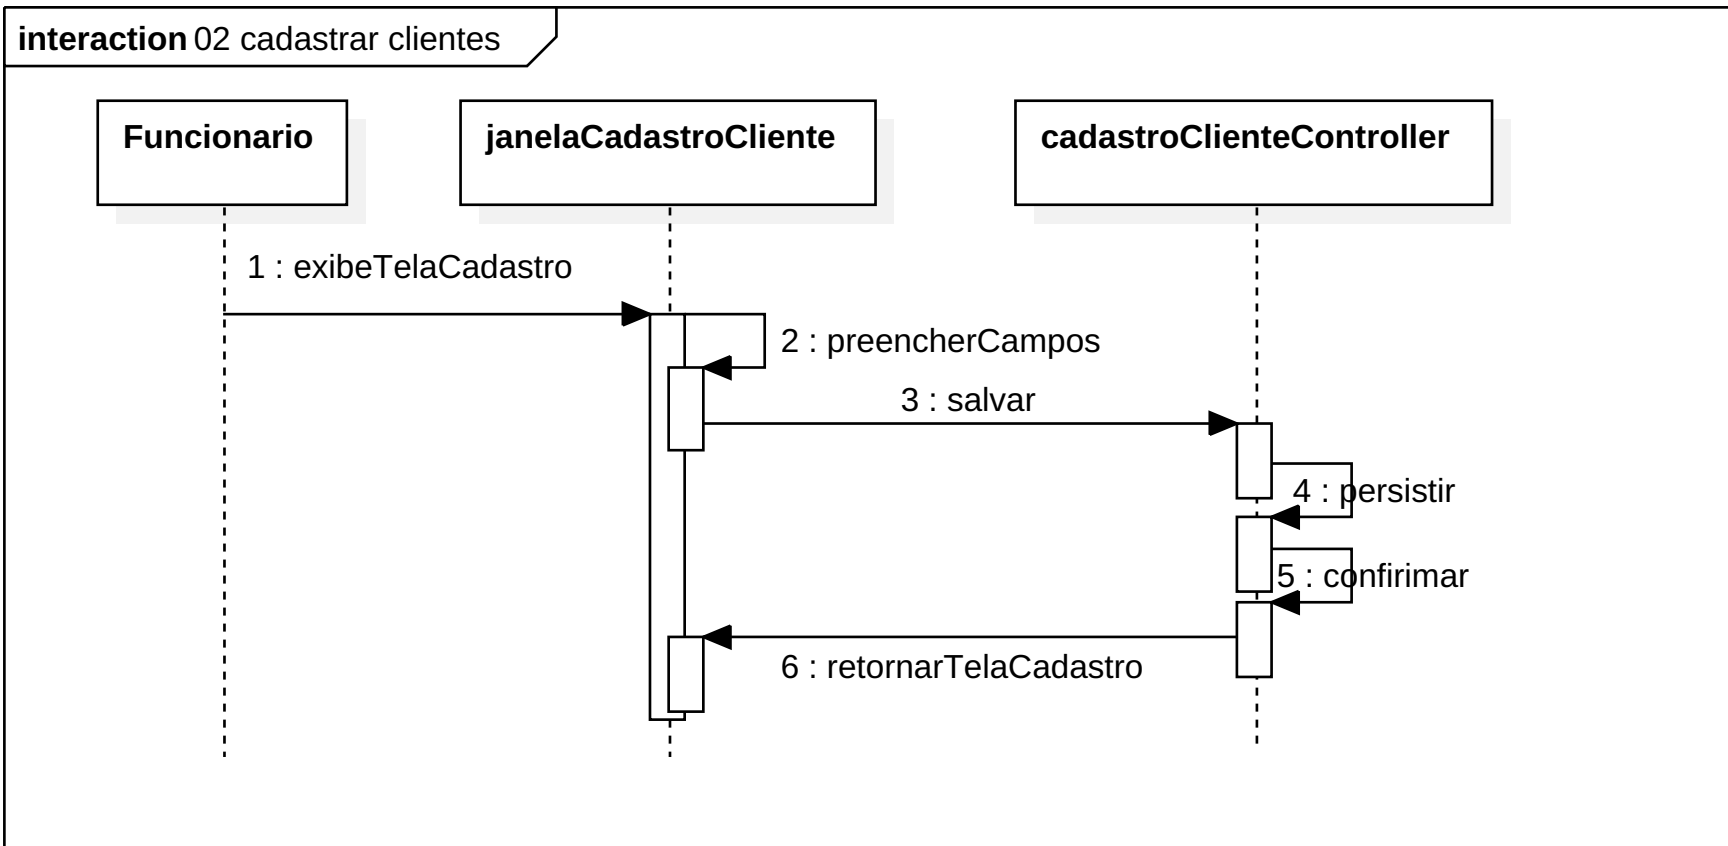 interaction 02 cadastrar clientes
Funcionario
janelaCadastroCliente
cadastroClienteController
1 : exibeTelaCadastro
2 : preencherCampos
3 : salvar
4 : persistir
5 : confirimar
6 : retornarTelaCadastro